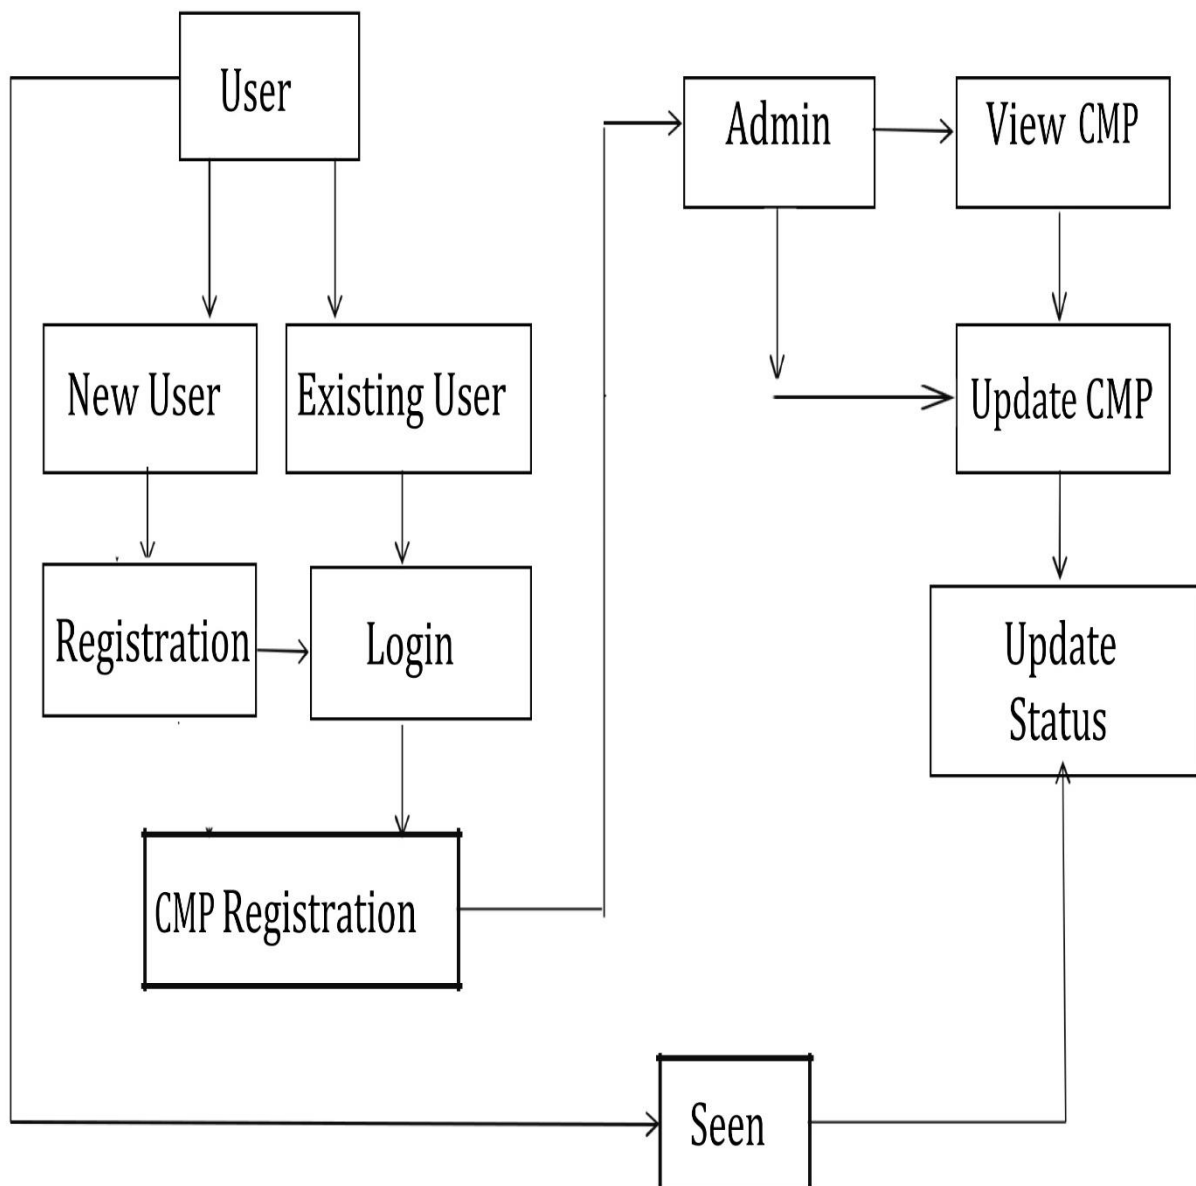 User
Admin
View CMP
New User
Existing User
Update CMP
Registration
Login
Update
Status
CMP Registration
Seen